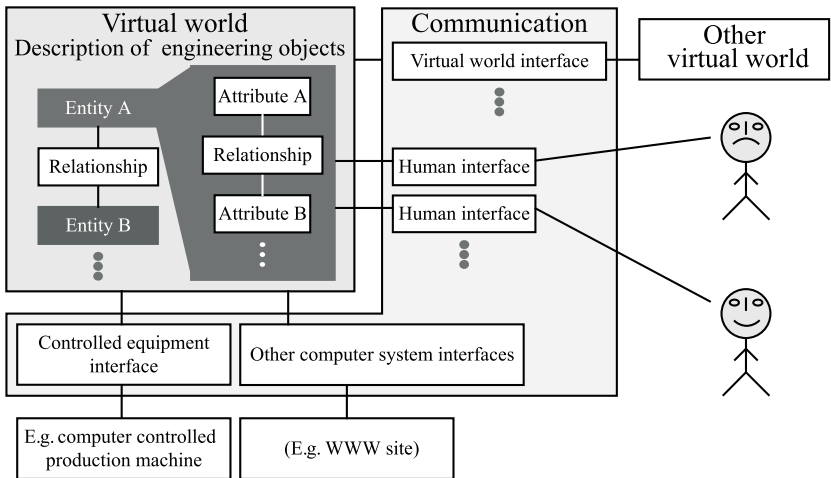 Virtual world
Description of engineering objects
Entity A
Relationship
Entity B
Attribute A
Relationship
Attribute B
Communication
Virtual world interface
Human interface
Human interface
Other
virtual world
Controlled equipment
interface
Other computer system interfaces
E.g. computer controlled
production machine
(E.g. WWW site)